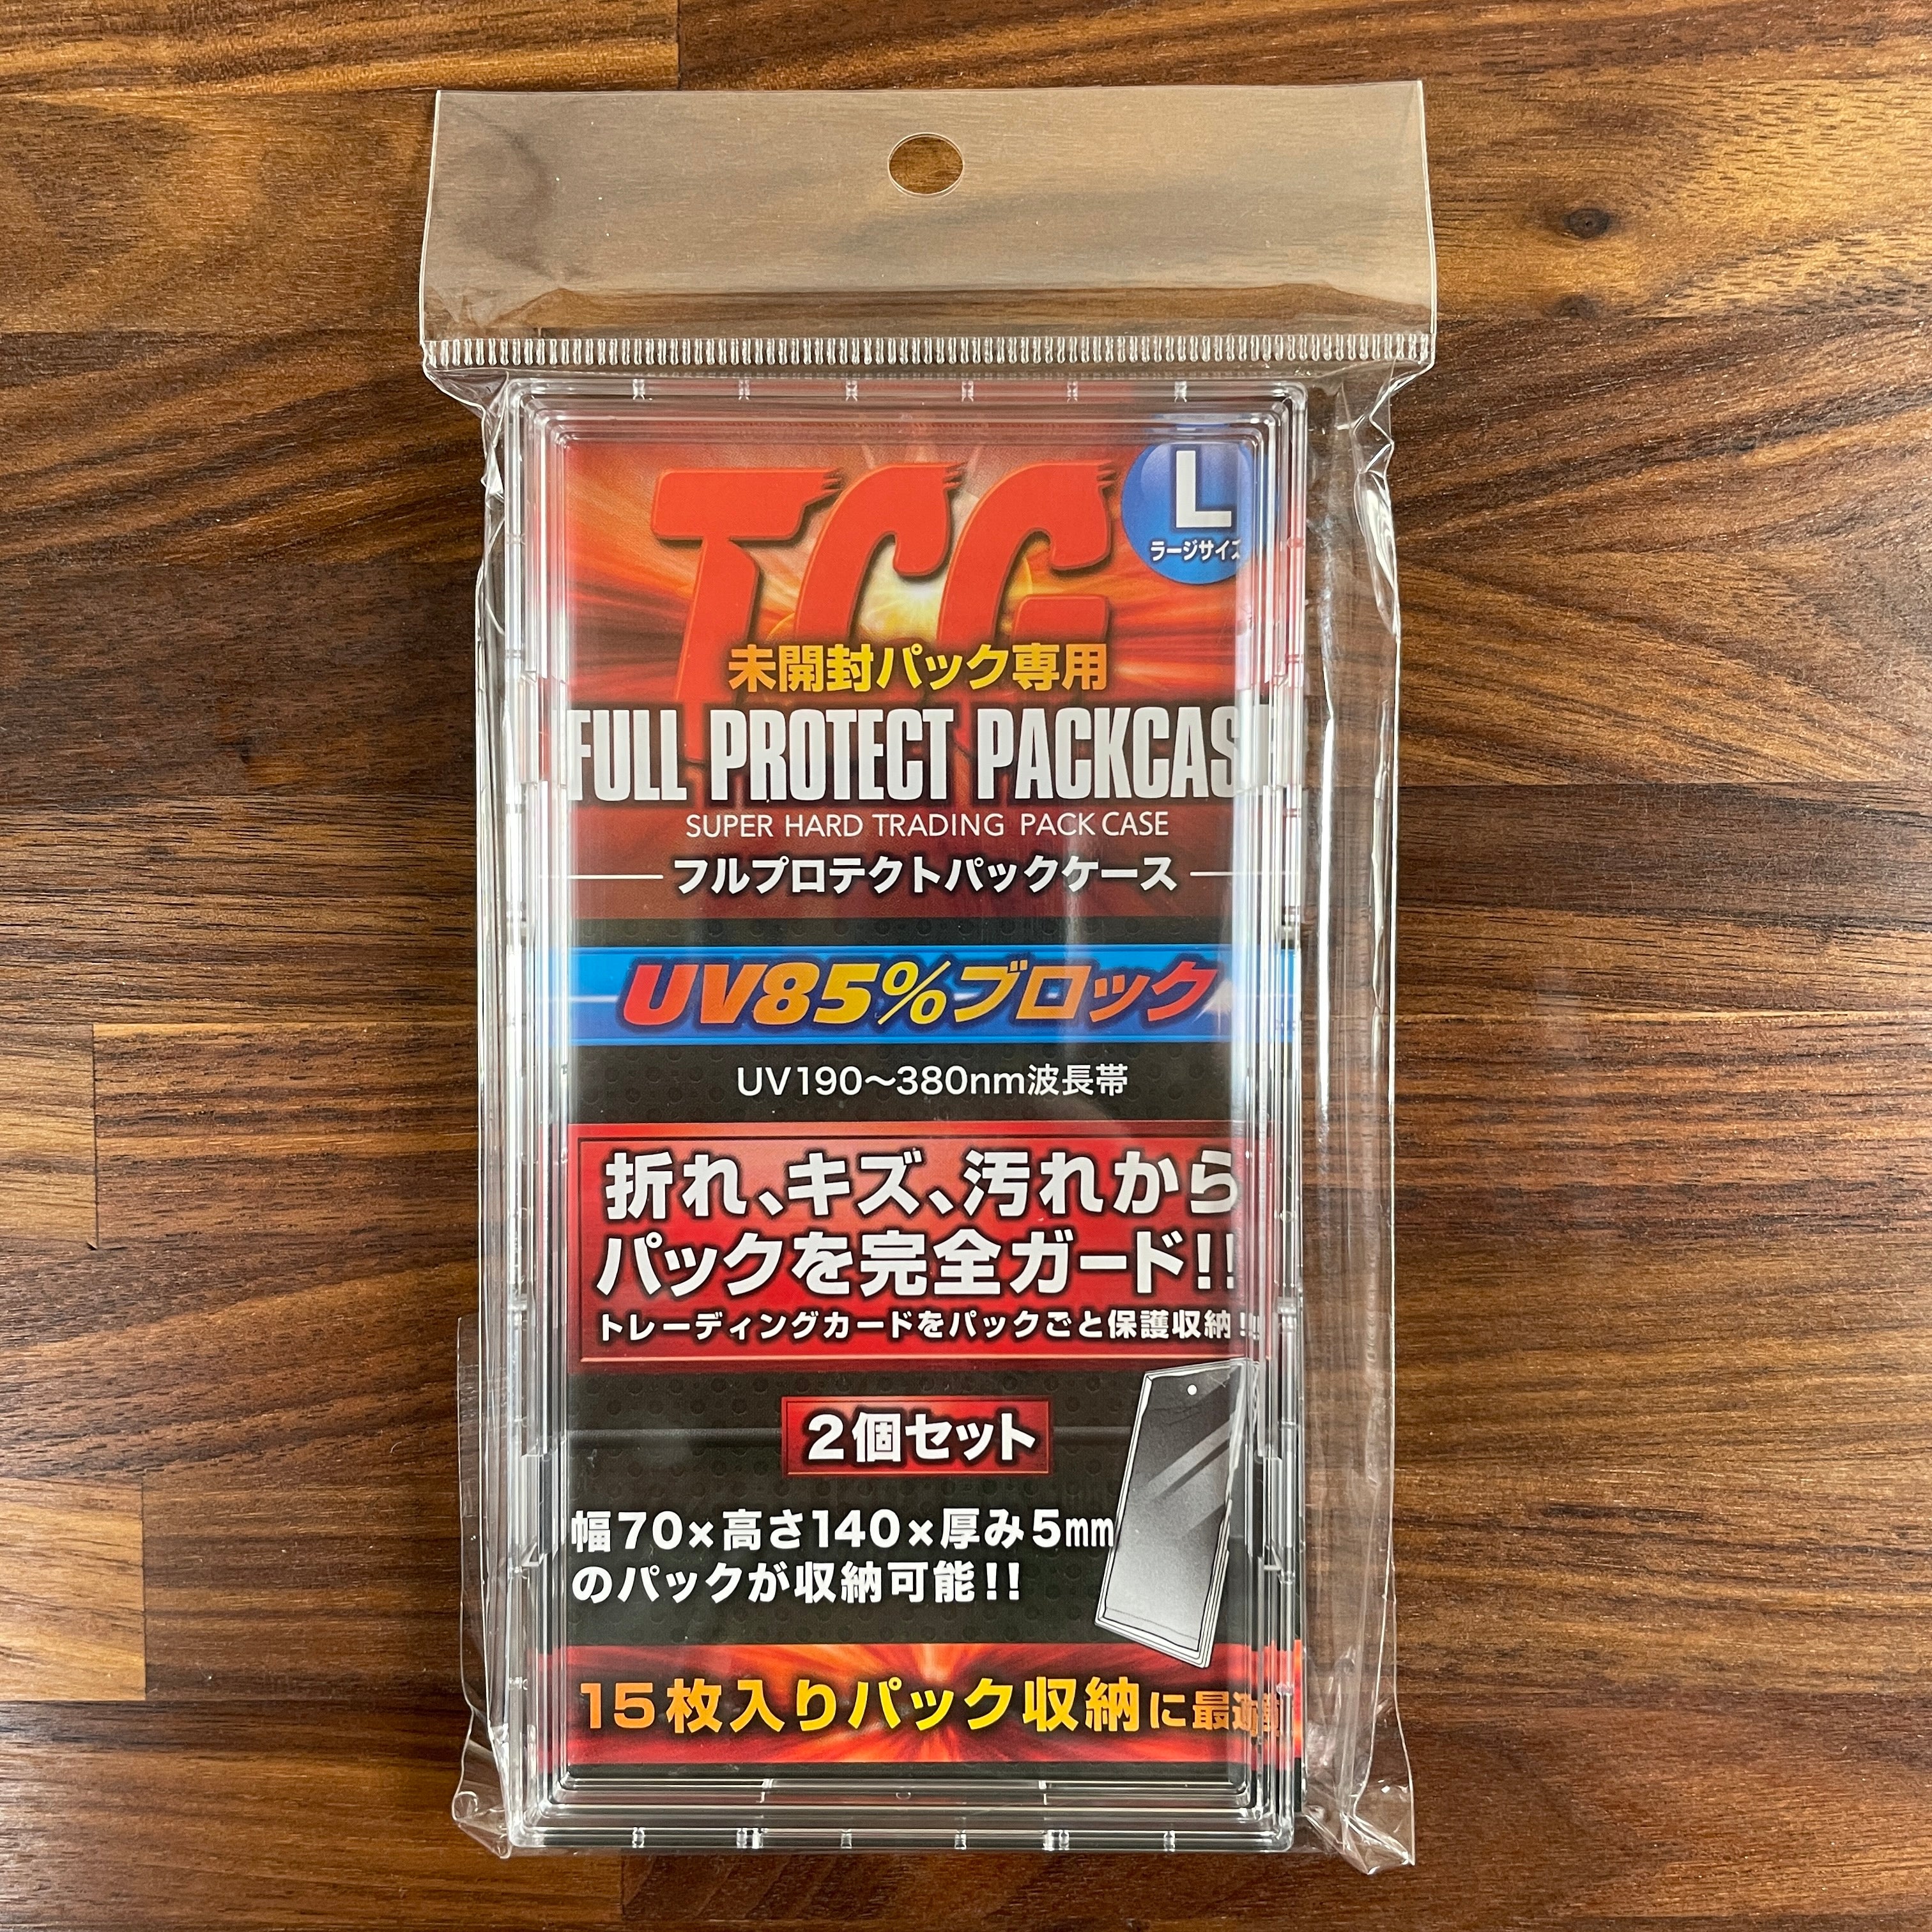 TCG
L
ラージサイズ
未開封パック専用
FULL PROTECT PACKCASE
SUPER HARD TRADING PACK CASE
フルプロテクトパックケース
UV85%ブロック
UV190～380nm波長帯
折れ、キズ、汚れから
パックを完全ガード!!
トレーディングカードをパックごと保護収納!!
2個セット
幅70×高さ140×厚み5mm
のパックが収納可能!!
15枚入りパック収納に最適